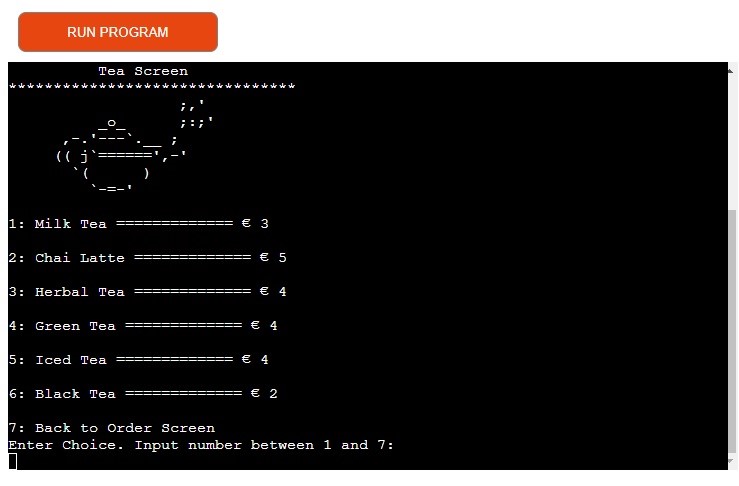 RUN PROGRAM
Tea Screen
********************************
;,'
_o_ ;:;'
,-.'---`.__ ;
((j`=====',-'
`( )
`-=-'
1: Milk Tea ============= € 3
2: Chai Latte ============= € 5
3: Herbal Tea ============= € 4
4: Green Tea ============= € 4
5: Iced Tea ============= € 4
6: Black Tea ============= € 2
7: Back to Order Screen
Enter Choice. Input number between 1 and 7: